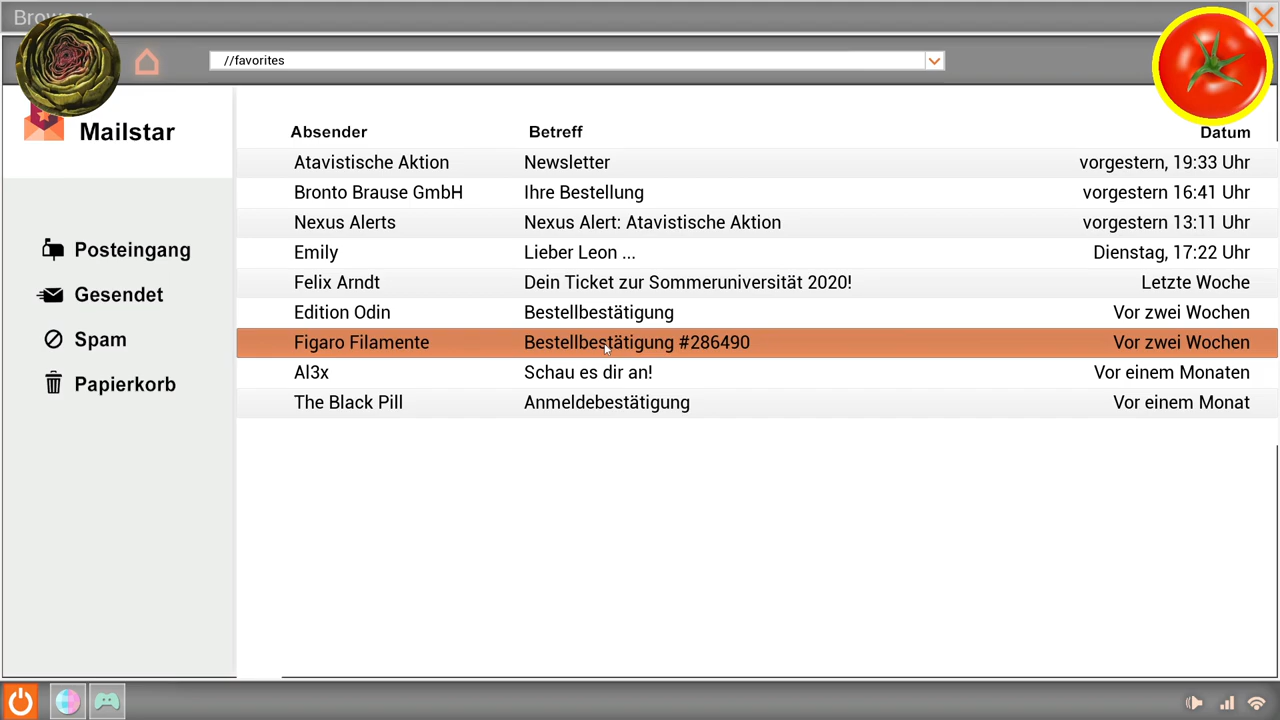 Browser
//favorites
Mailstar
Posteingang
Gesendet
Spam
Papierkorb
Absender Betreff Datum
Atavistische Aktion Newsletter vorgestern, 19:33 Uhr
Bronto Brause GmbH Ihre Bestellung vorgestern 16:41 Uhr
Nexus Alerts Nexus Alert: Atavistische Aktion vorgestern 13:11 Uhr
Emily Lieber Leon ... Dienstag, 17:22 Uhr
Felix Arndt Dein Ticket zur Sommeruniversität 2020! Letzte Woche
Edition Odin Bestellbestätigung Vor zwei Wochen
Figaro Filamente Bestellbestätigung #286490 Vor zwei Wochen
Al3x Schau es dir an! Vor einem Monaten
The Black Pill Anmeldebestätigung Vor einem Monat